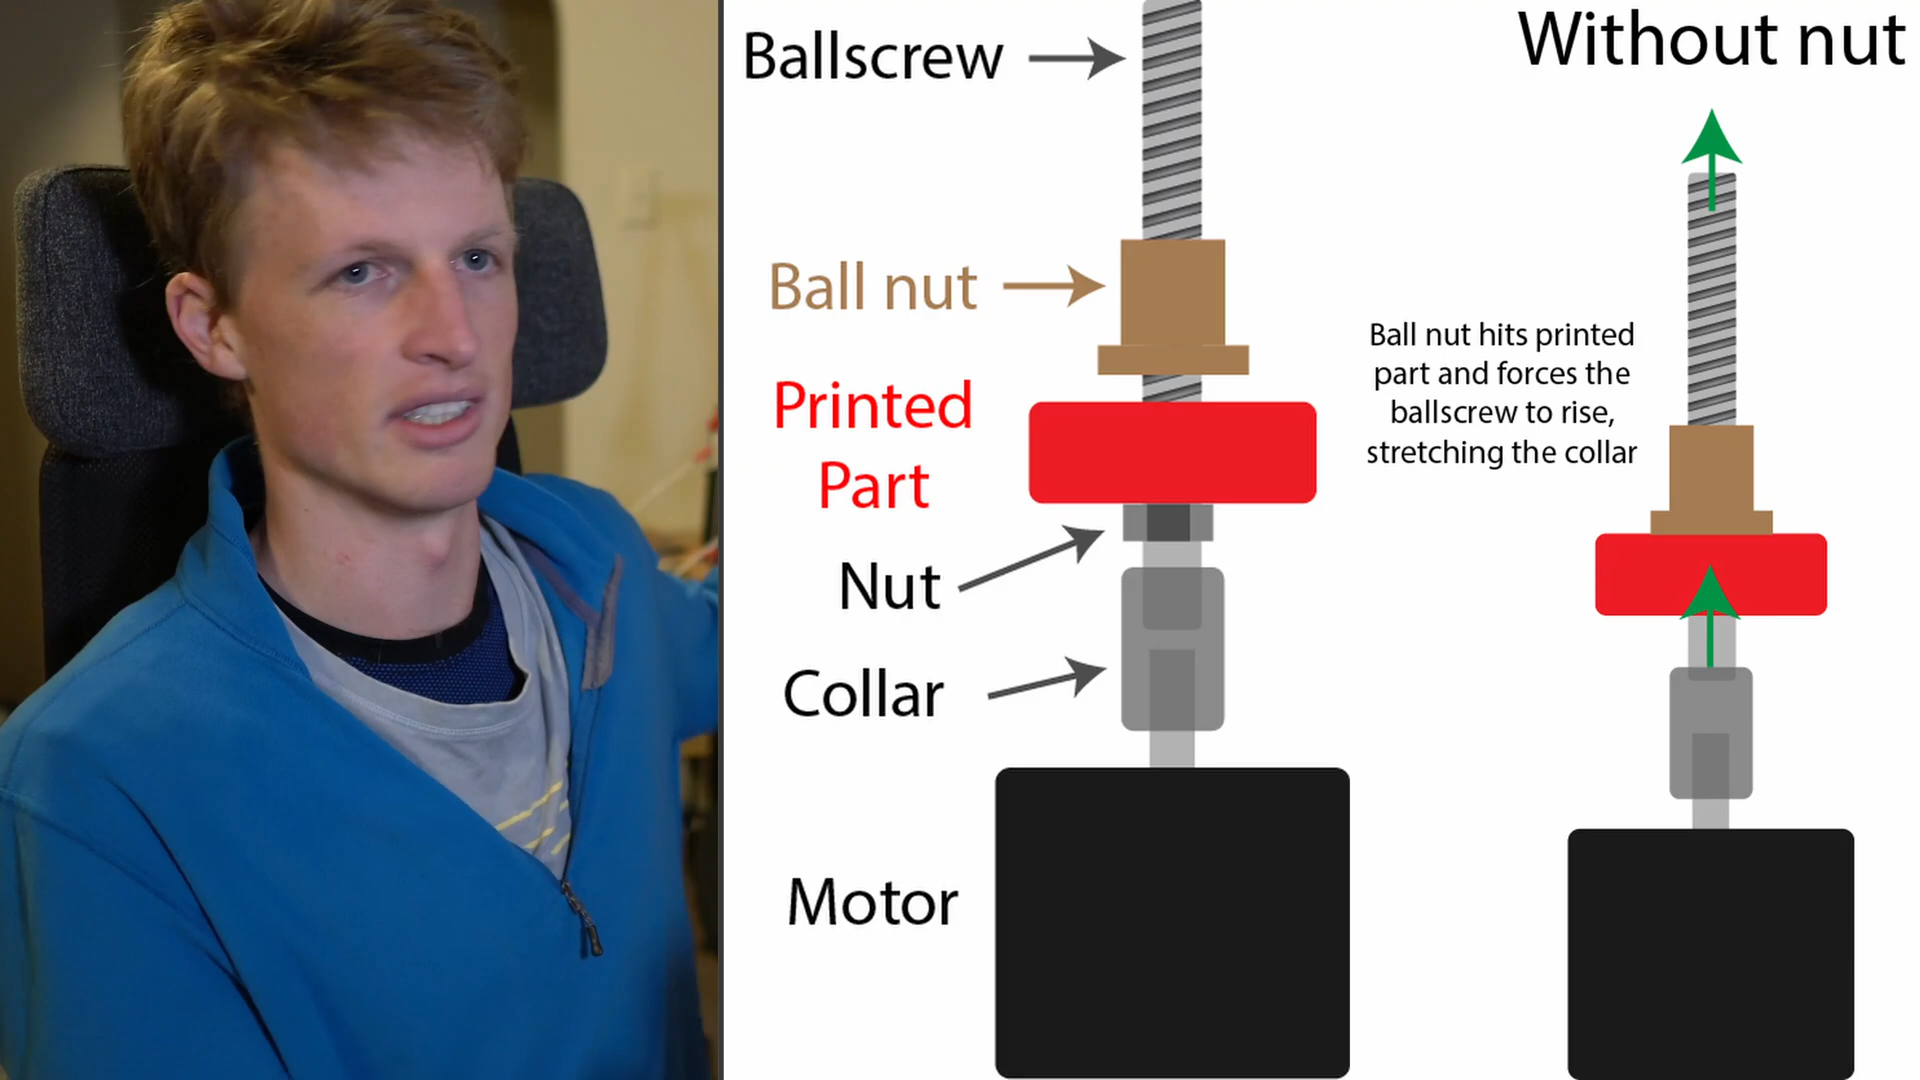 Ballscrew
Ball nut
Printed
Part
Nut
Collar
Motor
Without nut
Ball nut hits printed
part and forces the
ballscrew to rise,
stretching the collar